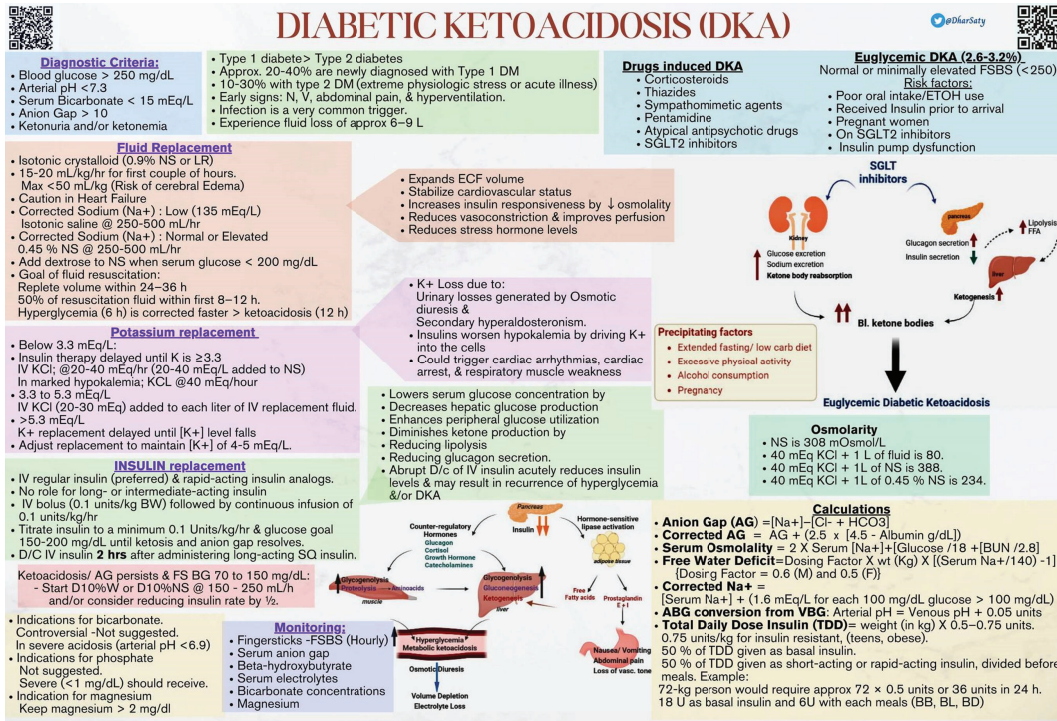 DIABETIC KETOACIDOSIS (DKA)
@DharSaty
Diagnostic Criteria:
• Blood glucose > 250 mg/dL
• Arterial pH <7.3
• Serum Bicarbonate < 15 mEq/L
• Anion Gap > 10
• Ketonuria and/or ketonemia
• Type 1 diabete> Type 2 diabetes
• Approx. 20-40% are newly diagnosed with Type 1 DM
• 10-30% with type 2 DM (extreme physiologic stress or acute illness)
• Early signs: N, V, abdominal pain, & hyperventilation.
• Infection is a very common trigger.
• Experience fluid loss of approx 6–9 L
Drugs induced DKA
• Corticosteroids
• Thiazides
• Sympathomimetic agents
• Pentamidine
• Atypical antipsychotic drugs
• SGLT2 inhibitors
Euglycemic DKA (2.6-3.2%)
Normal or minimally elevated FSBS (<250)
Risk factors:
• Poor oral intake/ETOH use
• Received Insulin prior to arrival
• Pregnant women
• On SGLT2 inhibitors
• Insulin pump dysfunction
Fluid Replacement
• Isotonic crystalloid (0.9% NS or LR)
• 15-20 mL/kg/hr for first couple of hours.
Max <50 mL/kg (Risk of cerebral Edema)
• Caution in Heart Failure
• Corrected Sodium (Na+) : Low (135 mEq/L)
Isotonic saline @ 250-500 mL/hr
• Corrected Sodium (Na+) : Normal or Elevated
0.45 % NS @ 250-500 mL/hr
• Add dextrose to NS when serum glucose < 200 mg/dL
• Goal of fluid resuscitation:
Replete volume within 24–36 h
50% of resuscitation fluid within first 8–12 h.
Hyperglycemia (6 h) is corrected faster > ketoacidosis (12 h)
• Expands ECF volume
• Stabilize cardiovascular status
• Increases insulin responsiveness by ↓ osmolality
• Reduces vasoconstriction & improves perfusion
• Reduces stress hormone levels
Potassium replacement
• Below 3.3 mEq/L:
• Insulin therapy delayed until K is ≥3.3
IV KCl; @20-40 mEq/hr (20-40 mEq/L added to NS)
In marked hypokalemia; KCL @40 mEq/hour
• 3.3 to 5.3 mEq/L
IV KCl (20-30 mEq) added to each liter of IV replacement fluid.
• >5.3 mEq/L
K+ replacement delayed until [K+] level falls
• Adjust replacement to maintain [K+] of 4-5 mEq/L.
• K+ Loss due to:
Urinary losses generated by Osmotic
diuresis &
Secondary hyperaldosteronism.
• Insulins worsen hypokalemia by driving K+
into the cells
• Could trigger cardiac arrhythmias, cardiac
arrest, & respiratory muscle weakness
INSULIN replacement
• IV regular insulin (preferred) & rapid-acting insulin analogs.
• No role for long- or intermediate-acting insulin
• IV bolus (0.1 units/kg BW) followed by continuous infusion of
0.1 units/kg/hr
• Titrate insulin to a minimum 0.1 Units/kg/hr & glucose goal
150-200 mg/dL until ketosis and anion gap resolves.
• D/C IV insulin 2 hrs after administering long-acting SQ insulin.
• Lowers serum glucose concentration by
• Decreases hepatic glucose production
• Enhances peripheral glucose utilization
• Diminishes ketone production by
• Reducing lipolysis
• Reducing glucagon secretion.
• Abrupt D/c of IV insulin acutely reduces insulin
levels & may result in recurrence of hyperglycemia
&/or DKA
Ketoacidosis/ AG persists & FS BG 70 to 150 mg/dL:
- Start D10%W or D10%NS @ 150 - 250 mL/h
and/or consider reducing insulin rate by ½.
• Indications for bicarbonate.
Controversial -Not suggested.
In severe acidosis (arterial pH <6.9)
• Indications for phosphate
Not suggested.
Severe (<1 mg/dL) should receive.
• Indication for magnesium
Keep magnesium > 2 mg/dl
Monitoring:
• Fingersticks -FSBS (Hourly)
• Serum anion gap
• Beta-hydroxybutyrate
• Serum electrolytes
• Bicarbonate concentrations
• Magnesium
Pancreas
Insulin
Counter-regulatory
Hormones
Glucagon
Cortisol
Growth Hormone
Catecholamines
Hormone-sensitive
lipase activation
adipose tissue
Glycogenolysis
Proteolysis
Aminoacids
muscle
Glycogenolysis
Gluconeogenesis
Ketogenesis
liver
Free
Fatty acids
Prostaglandin
E + I
Hyperglycemia
Metabolic ketoacidosis
Osmotic Diuresis
Volume Depletion
Electrolyte Loss
Nausea/ Vomiting
Abdominal pain
Loss of vasc. tone
SGLT
inhibitors
Kidney
Glucose excretion
Sodium excretion
Ketone body reabsorption
pancreas
Glucagon secretion
Insulin secretion
Lipolysis
FFA
liver
Ketogenesis
Bl. ketone bodies
Precipitating factors
• Extended fasting/ low carb diet
• Excessive physical activity
• Alcohol consumption
• Pregnancy
Euglycemic Diabetic Ketoacidosis
Osmolarity
• NS is 308 mOsmol/L
• 40 mEq KCl + 1 L of fluid is 80.
• 40 mEq KCl + 1L of NS is 388.
• 40 mEq KCl + 1L of 0.45 % NS is 234.
Calculations
• Anion Gap (AG) =[Na+]–[Cl- + HCO3]
• Corrected AG = AG + (2.5 x [4.5 - Albumin g/dL])
• Serum Osmolality = 2 X Serum [Na+]+[Glucose /18 +[BUN /2.8]
• Free Water Deficit=Dosing Factor X wt (Kg) X [(Serum Na+/140) -1]
{Dosing Factor = 0.6 (M) and 0.5 (F)}
• Corrected Na+ =
[Serum Na+] + (1.6 mEq/L for each 100 mg/dL glucose > 100 mg/dL)
• ABG conversion from VBG: Arterial pH = Venous pH + 0.05 units
• Total Daily Dose Insulin (TDD)= weight (in kg) X 0.5–0.75 units.
0.75 units/kg for insulin resistant, (teens, obese).
50 % of TDD given as basal insulin.
50 % of TDD given as short-acting or rapid-acting insulin, divided before
meals. Example:
72-kg person would require approx 72 × 0.5 units or 36 units in 24 h.
18 U as basal insulin and 6U with each meals (BB, BL, BD)